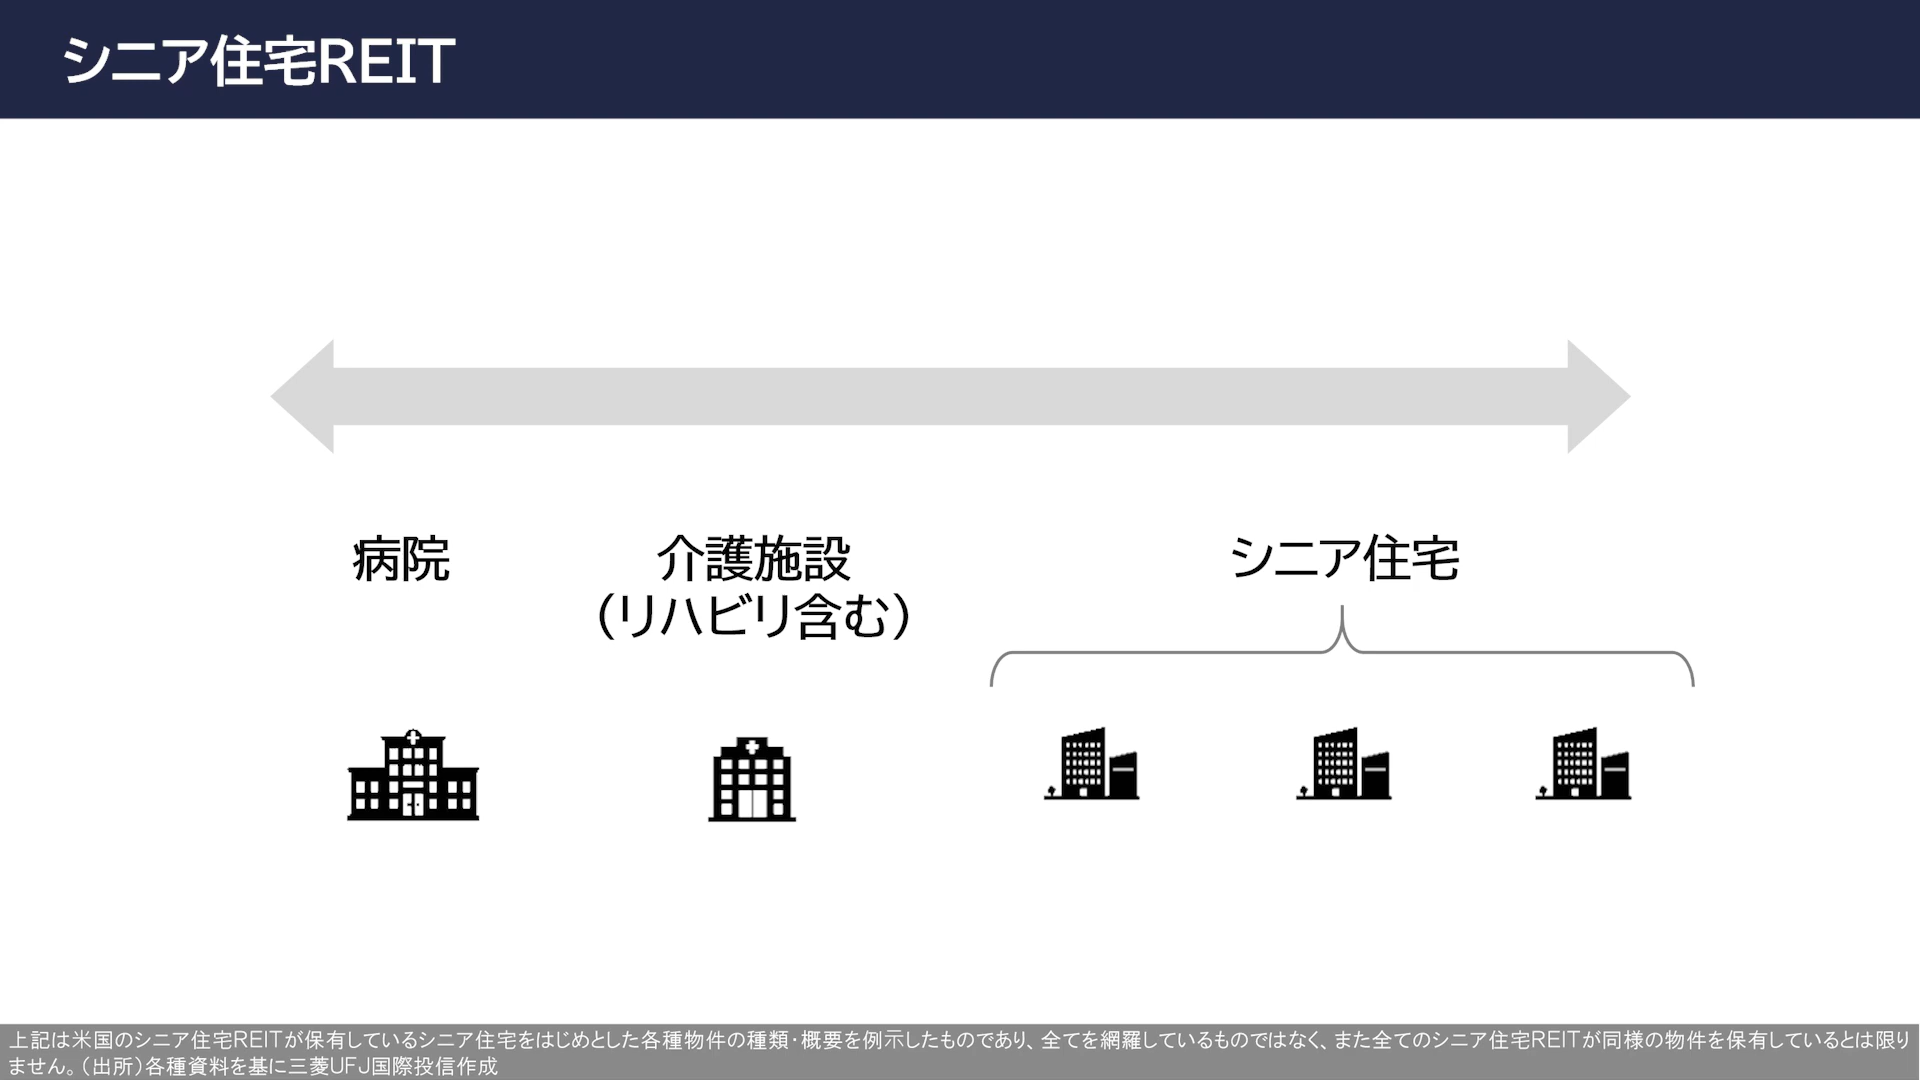 シニア住宅REIT
病院
介護施設
（リハビリ含む）
シニア住宅
上記は米国のシニア住宅REITが保有しているシニア住宅をはじめとした各種物件の種類・概要を例示したものであり、全てを網羅しているものではなく、また全てのシニア住宅REITが同様の物件を保有しているとは限り
ません。（出所）各種資料を基に三菱UFJ国際投信作成